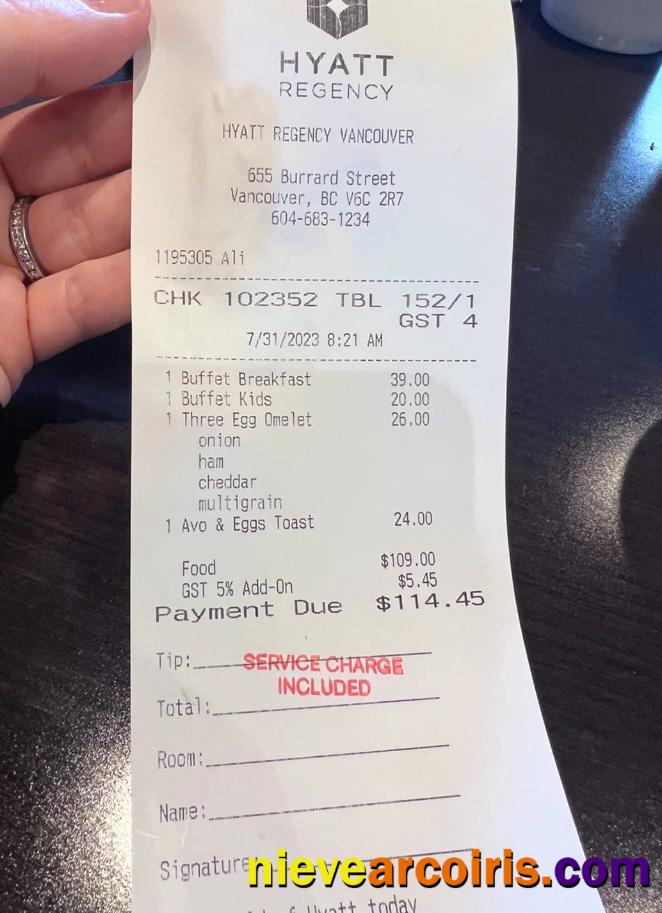 HYATT
REGENCY
HYATT REGENCY VANCOUVER
655 Burrard Street
Vancouver, BC V6C 2R7
604-683-1234
1195305 Ali
CHK 102352 TBL 152/1
GST 4
7/31/2023 8:21 AM
1 Buffet Breakfast 39.00
1 Buffet Kids 20.00
1 Three Egg Omelet 26.00
onion
ham
cheddar
multigrain
1 Avo & Eggs Toast 24.00
Food $109.00
GST 5% Add-On $5.45
Payment Due $114.45
Tip:
SERVICE CHARGE
INCLUDED
Total:
Room:
Name:
Signature
nievearcoiris.com
Hyatt today